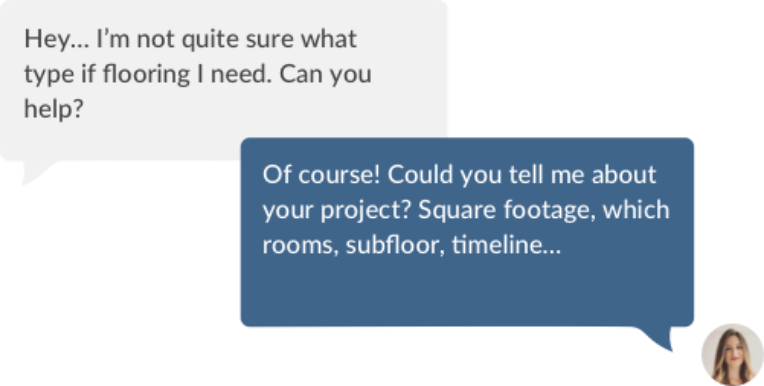 Hey... I’m not quite sure what
type if flooring I need. Can you
help?
Of course! Could you tell me about
your project? Square footage, which
rooms, subfloor, timeline...